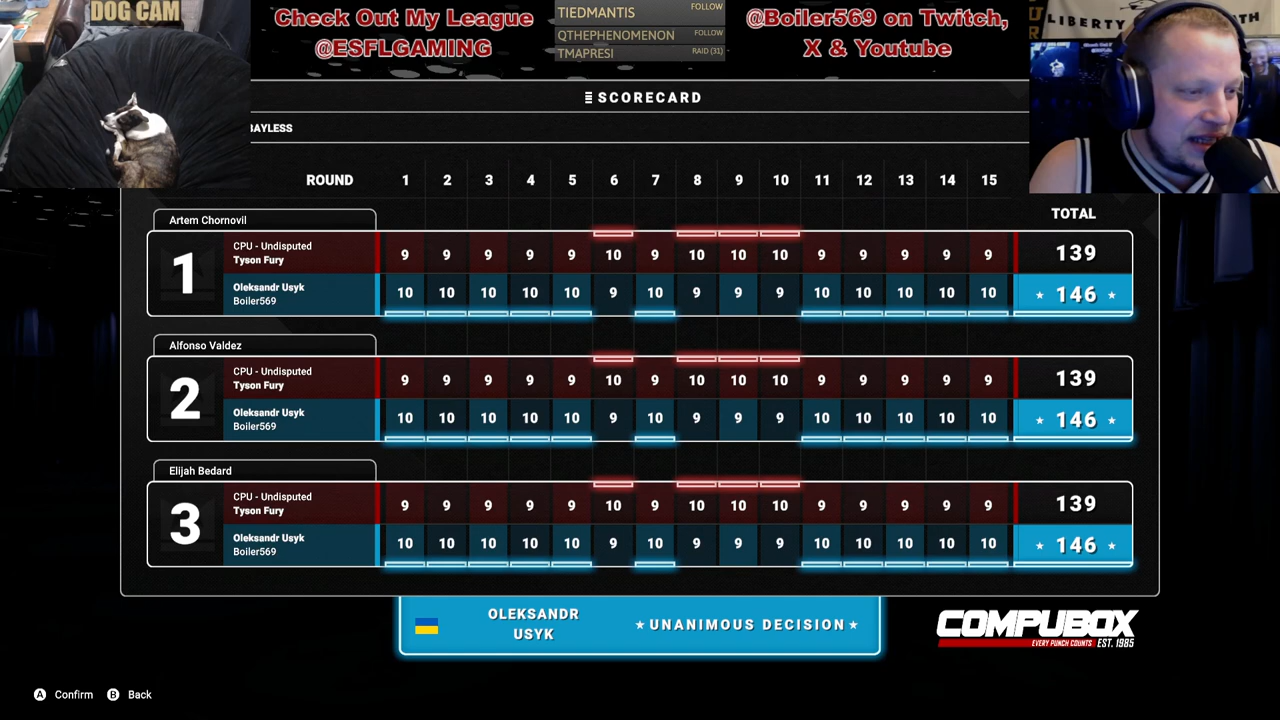 DOG CAM
Check Out My League
@ESFLGAMING
TIEDMANTIS FOLLOW
QTHEPHENOMENON FOLLOW
TMAPRESI RAID (31)
@Boiler569 on Twitch,
X & Youtube
LIBERTY
SCORECARD
BAYLESS
ROUND 1 2 3 4 5 6 7 8 9 10 11 12 13 14 15
TOTAL
Artem Chornovil
1
CPU - Undisputed
Tyson Fury
9 9 9 9 9 10 9 10 10 10 9 9 9 9 9 139
Oleksandr Usyk
Boiler569
10 10 10 10 10 9 10 9 9 9 10 10 10 10 10 146
Alfonso Valdez
2
CPU - Undisputed
Tyson Fury
9 9 9 9 9 10 9 10 10 10 9 9 9 9 9 139
Oleksandr Usyk
Boiler569
10 10 10 10 10 9 10 9 9 9 10 10 10 10 10 146
Elijah Bedard
3
CPU - Undisputed
Tyson Fury
9 9 9 9 9 10 9 10 10 10 9 9 9 9 9 139
Oleksandr Usyk
Boiler569
10 10 10 10 10 9 10 9 9 9 10 10 10 10 10 146
OLEKSANDR
USYK
UNANIMOUS DECISION
COMPUBOX
EVERY PUNCH COUNTS EST. 1985
A Confirm B Back